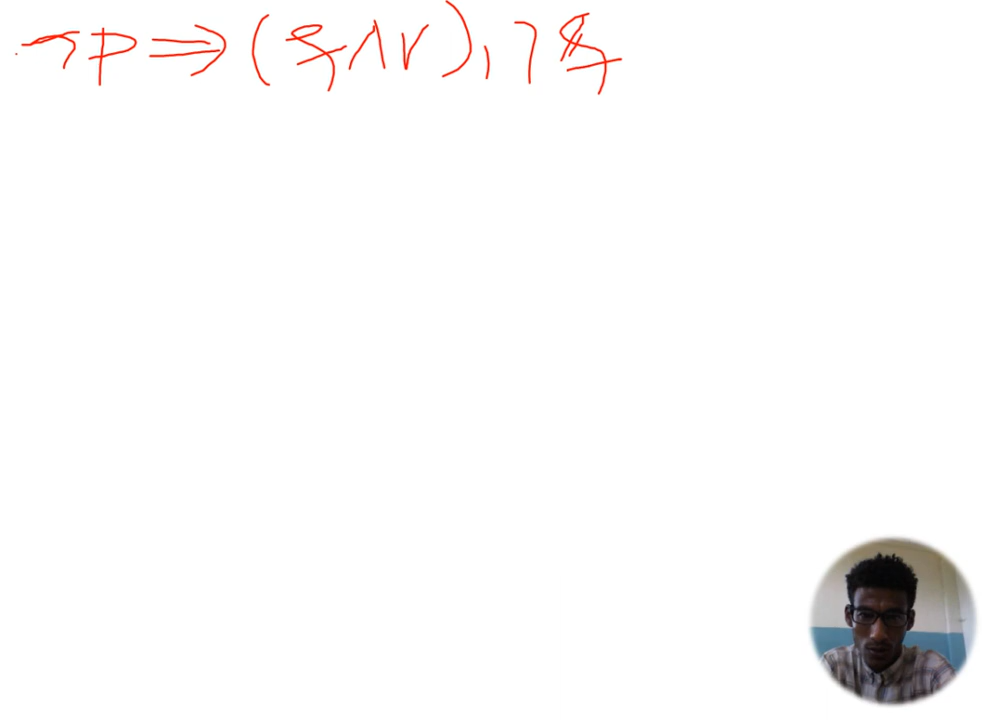 ¬p ⇒ (q ∧ r), ¬q